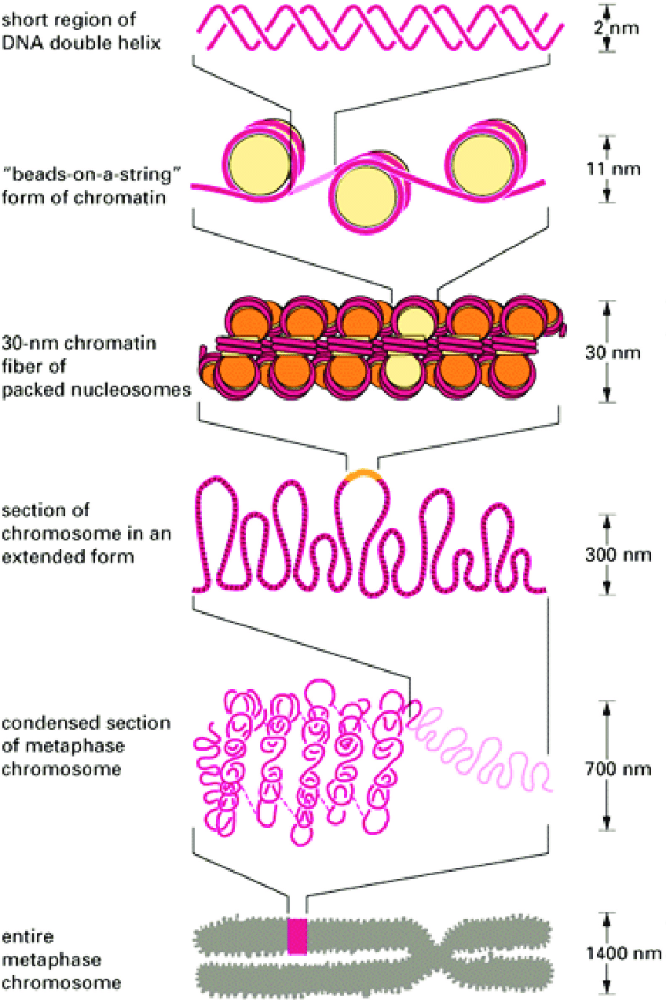 short region of
DNA double helix
2 nm
"beads-on-a-string"
form of chromatin
11 nm
30-nm chromatin
fiber of
packed nucleosomes
30 nm
section of
chromosome in an
extended form
300 nm
condensed section
of metaphase
chromosome
700 nm
entire
metaphase
chromosome
1400 nm